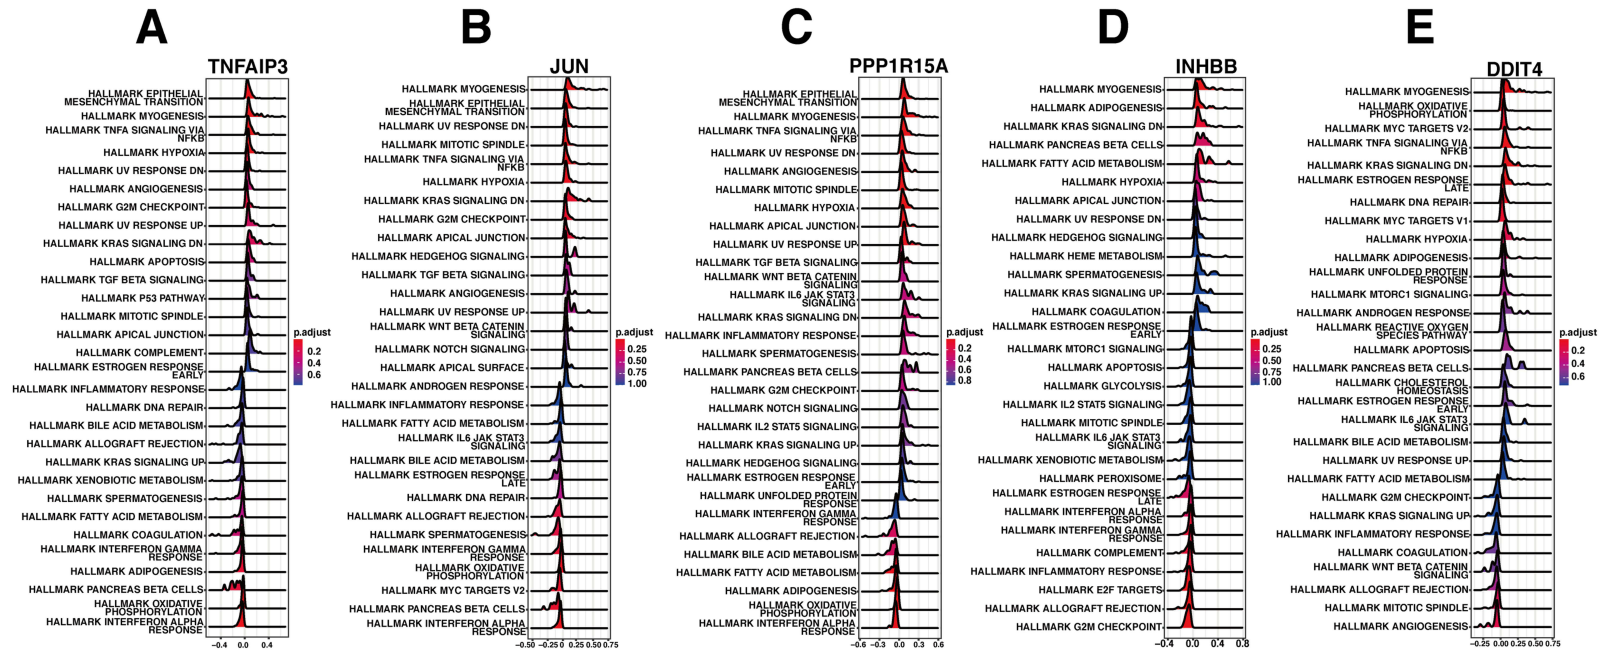 A
TNFAIP3
HALLMARK EPITHELIAL
MESENCHYMAL TRANSITION
HALLMARK MYOGENESIS
HALLMARK TNFA SIGNALING VIA
NFKB
HALLMARK HYPOXIA
HALLMARK UV RESPONSE DN
HALLMARK ANGIOGENESIS
HALLMARK G2M CHECKPOINT
HALLMARK UV RESPONSE UP
HALLMARK KRAS SIGNALING DN
HALLMARK APOPTOSIS
HALLMARK TGF BETA SIGNALING
HALLMARK P53 PATHWAY
HALLMARK MITOTIC SPINDLE
HALLMARK APICAL JUNCTION
HALLMARK COMPLEMENT
HALLMARK ESTROGEN RESPONSE
EARLY
HALLMARK INFLAMMATORY RESPONSE
HALLMARK DNA REPAIR
HALLMARK BILE ACID METABOLISM
HALLMARK ALLOGRAFT REJECTION
HALLMARK KRAS SIGNALING UP
HALLMARK XENOBIOTIC METABOLISM
HALLMARK SPERMATOGENESIS
HALLMARK FATTY ACID METABOLISM
HALLMARK COAGULATION
HALLMARK INTERFERON GAMMA
RESPONSE
HALLMARK ADIPOGENESIS
HALLMARK PANCREAS BETA CELLS
HALLMARK OXIDATIVE
PHOSPHORYLATION
HALLMARK INTERFERON ALPHA
RESPONSE
−0.4 0.0 0.4
p.adjust
0.2
0.4
0.6
B
JUN
HALLMARK MYOGENESIS
HALLMARK EPITHELIAL
MESENCHYMAL TRANSITION
HALLMARK UV RESPONSE DN
HALLMARK MITOTIC SPINDLE
HALLMARK TNFA SIGNALING VIA
NFKB
HALLMARK HYPOXIA
HALLMARK KRAS SIGNALING DN
HALLMARK G2M CHECKPOINT
HALLMARK APICAL JUNCTION
HALLMARK HEDGEHOG SIGNALING
HALLMARK TGF BETA SIGNALING
HALLMARK ANGIOGENESIS
HALLMARK UV RESPONSE UP
HALLMARK WNT BETA CATENIN
SIGNALING
HALLMARK NOTCH SIGNALING
HALLMARK APICAL SURFACE
HALLMARK ANDROGEN RESPONSE
HALLMARK INFLAMMATORY RESPONSE
HALLMARK FATTY ACID METABOLISM
HALLMARK IL6 JAK STAT3
SIGNALING
HALLMARK BILE ACID METABOLISM
HALLMARK ESTROGEN RESPONSE
LATE
HALLMARK DNA REPAIR
HALLMARK ALLOGRAFT REJECTION
HALLMARK SPERMATOGENESIS
HALLMARK INTERFERON GAMMA
RESPONSE
HALLMARK OXIDATIVE
PHOSPHORYLATION
HALLMARK MYC TARGETS V2
HALLMARK PANCREAS BETA CELLS
HALLMARK INTERFERON ALPHA
RESPONSE
−0.50 −0.25 0.00 0.25 0.50 0.75
p.adjust
0.25
0.50
0.75
1.00
C
PPP1R15A
HALLMARK EPITHELIAL
MESENCHYMAL TRANSITION
HALLMARK MYOGENESIS
HALLMARK TNFA SIGNALING VIA
NFKB
HALLMARK UV RESPONSE DN
HALLMARK ANGIOGENESIS
HALLMARK MITOTIC SPINDLE
HALLMARK HYPOXIA
HALLMARK APICAL JUNCTION
HALLMARK UV RESPONSE UP
HALLMARK TGF BETA SIGNALING
HALLMARK WNT BETA CATENIN
SIGNALING
HALLMARK IL6 JAK STAT3
SIGNALING
HALLMARK KRAS SIGNALING DN
HALLMARK INFLAMMATORY RESPONSE
HALLMARK SPERMATOGENESIS
HALLMARK PANCREAS BETA CELLS
HALLMARK G2M CHECKPOINT
HALLMARK NOTCH SIGNALING
HALLMARK IL2 STAT5 SIGNALING
HALLMARK KRAS SIGNALING UP
HALLMARK HEDGEHOG SIGNALING
HALLMARK ESTROGEN RESPONSE
EARLY
HALLMARK UNFOLDED PROTEIN
RESPONSE
HALLMARK INTERFERON GAMMA
RESPONSE
HALLMARK ALLOGRAFT REJECTION
HALLMARK BILE ACID METABOLISM
HALLMARK FATTY ACID METABOLISM
HALLMARK ADIPOGENESIS
HALLMARK OXIDATIVE
PHOSPHORYLATION
HALLMARK INTERFERON ALPHA
RESPONSE
−0.6 −0.3 0.0 0.3 0.6
p.adjust
0.2
0.4
0.6
0.8
D
INHBB
HALLMARK MYOGENESIS
HALLMARK ADIPOGENESIS
HALLMARK KRAS SIGNALING DN
HALLMARK PANCREAS BETA CELLS
HALLMARK FATTY ACID METABOLISM
HALLMARK HYPOXIA
HALLMARK APICAL JUNCTION
HALLMARK UV RESPONSE DN
HALLMARK HEDGEHOG SIGNALING
HALLMARK HEME METABOLISM
HALLMARK SPERMATOGENESIS
HALLMARK KRAS SIGNALING UP
HALLMARK COAGULATION
HALLMARK ESTROGEN RESPONSE
EARLY
HALLMARK MTORC1 SIGNALING
HALLMARK APOPTOSIS
HALLMARK GLYCOLYSIS
HALLMARK IL2 STAT5 SIGNALING
HALLMARK MITOTIC SPINDLE
HALLMARK IL6 JAK STAT3
SIGNALING
HALLMARK XENOBIOTIC METABOLISM
HALLMARK PEROXISOME
HALLMARK ESTROGEN RESPONSE
LATE
HALLMARK INTERFERON ALPHA
RESPONSE
HALLMARK INTERFERON GAMMA
RESPONSE
HALLMARK COMPLEMENT
HALLMARK INFLAMMATORY RESPONSE
HALLMARK E2F TARGETS
HALLMARK ALLOGRAFT REJECTION
HALLMARK G2M CHECKPOINT
−0.4 0.0 0.4 0.8
p.adjust
0.25
0.50
0.75
1.00
E
DDIT4
HALLMARK MYOGENESIS
HALLMARK OXIDATIVE
PHOSPHORYLATION
HALLMARK MYC TARGETS V2
HALLMARK TNFA SIGNALING VIA
NFKB
HALLMARK KRAS SIGNALING DN
HALLMARK ESTROGEN RESPONSE
LATE
HALLMARK DNA REPAIR
HALLMARK MYC TARGETS V1
HALLMARK HYPOXIA
HALLMARK ADIPOGENESIS
HALLMARK UNFOLDED PROTEIN
RESPONSE
HALLMARK MTORC1 SIGNALING
HALLMARK ANDROGEN RESPONSE
HALLMARK REACTIVE OXYGEN
SPECIES PATHWAY
HALLMARK APOPTOSIS
HALLMARK PANCREAS BETA CELLS
HALLMARK CHOLESTEROL
HOMEOSTASIS
HALLMARK ESTROGEN RESPONSE
EARLY
HALLMARK IL6 JAK STAT3
SIGNALING
HALLMARK BILE ACID METABOLISM
HALLMARK UV RESPONSE UP
HALLMARK FATTY ACID METABOLISM
HALLMARK G2M CHECKPOINT
HALLMARK KRAS SIGNALING UP
HALLMARK INFLAMMATORY RESPONSE
HALLMARK COAGULATION
HALLMARK WNT BETA CATENIN
SIGNALING
HALLMARK ALLOGRAFT REJECTION
HALLMARK MITOTIC SPINDLE
HALLMARK ANGIOGENESIS
−0.25 0.00 0.25 0.50 0.75
p.adjust
0.2
0.4
0.6